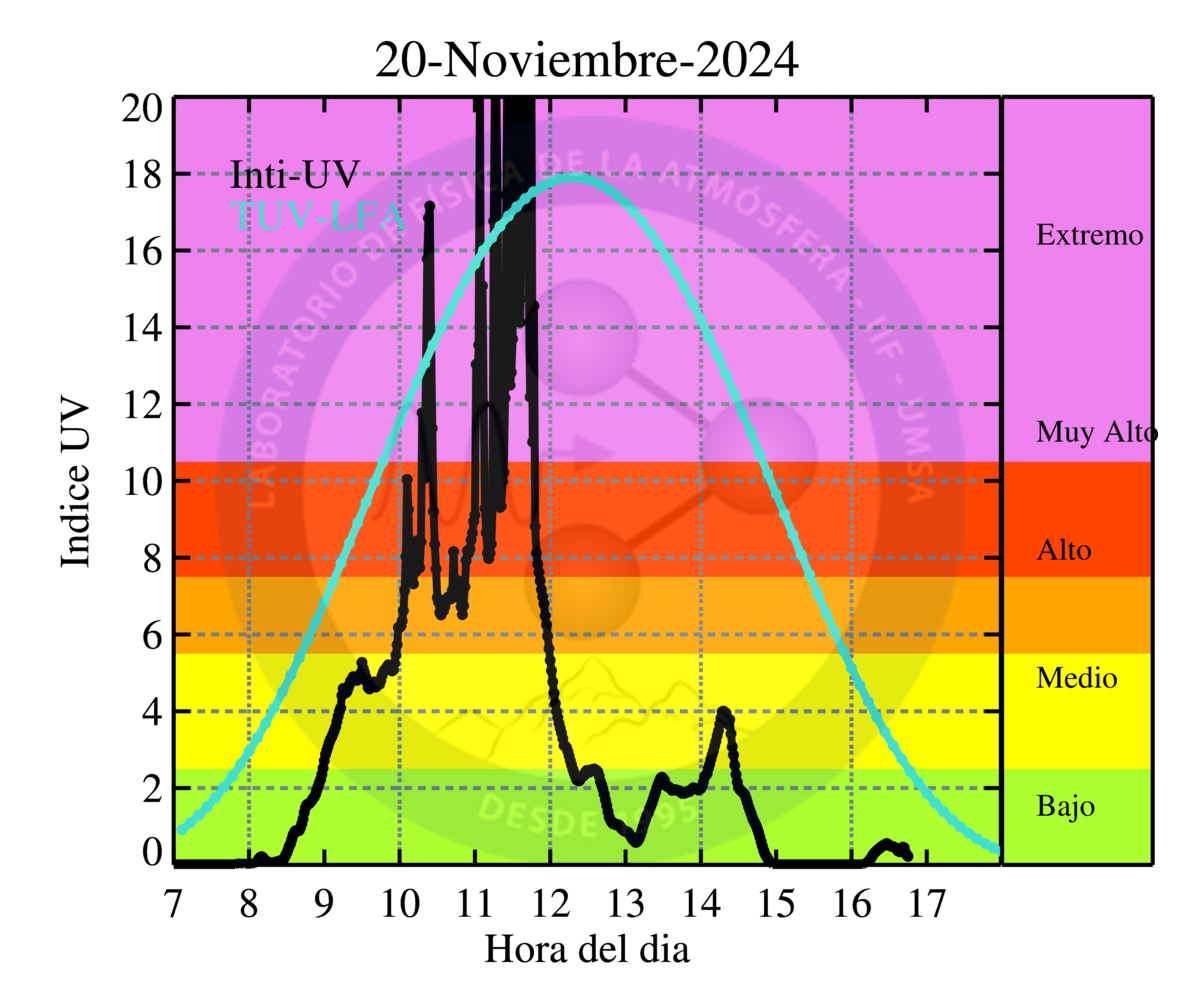 20-Noviembre-2024
Inti-UV
TUV-LFA
Indice UV
20
18
16
14
12
10
8
6
4
2
0
7 8 9 10 11 12 13 14 15 16 17
Hora del dia
Extremo
Muy Alto
Alto
Medio
Bajo
LABORATORIO DE FÍSICA DE LA ATMÓSFERA - IIF - UMSA
DESDE 1995